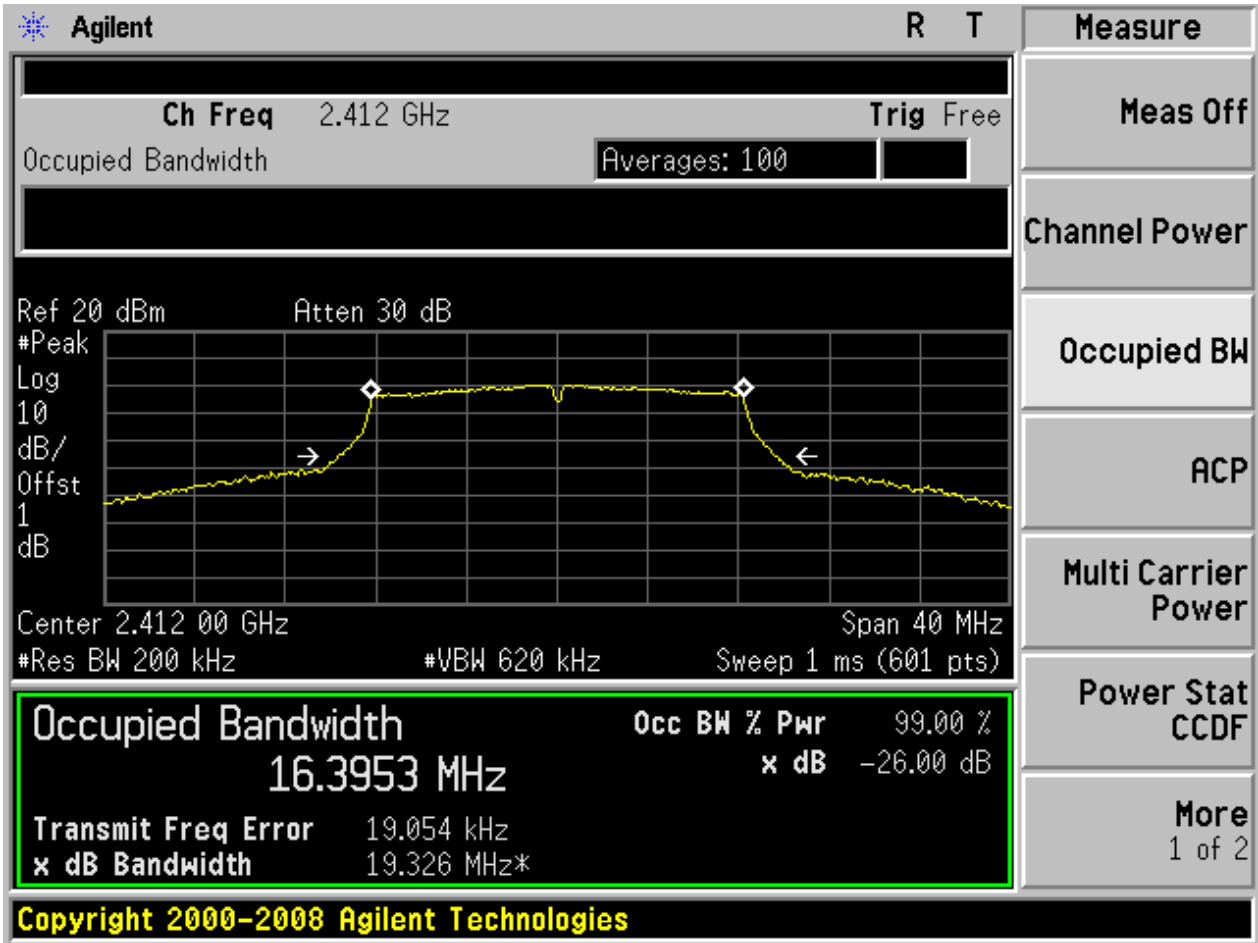 Agilent R T
Measure
Ch Freq 2.412 GHz Trig Free
Occupied Bandwidth Averages: 100
Ref 20 dBm Atten 30 dB
#Peak
Log
10
dB/
Offst
1
dB
Center 2.412 00 GHz Span 40 MHz
#Res BW 200 kHz #VBW 620 kHz Sweep 1 ms (601 pts)
Occupied Bandwidth Occ BW % Pwr 99.00 %
16.3953 MHz x dB -26.00 dB
Transmit Freq Error 19.054 kHz
x dB Bandwidth 19.326 MHz*
Copyright 2000-2008 Agilent Technologies
Meas Off
Channel Power
Occupied BW
ACP
Multi Carrier
Power
Power Stat
CCDF
More
1 of 2